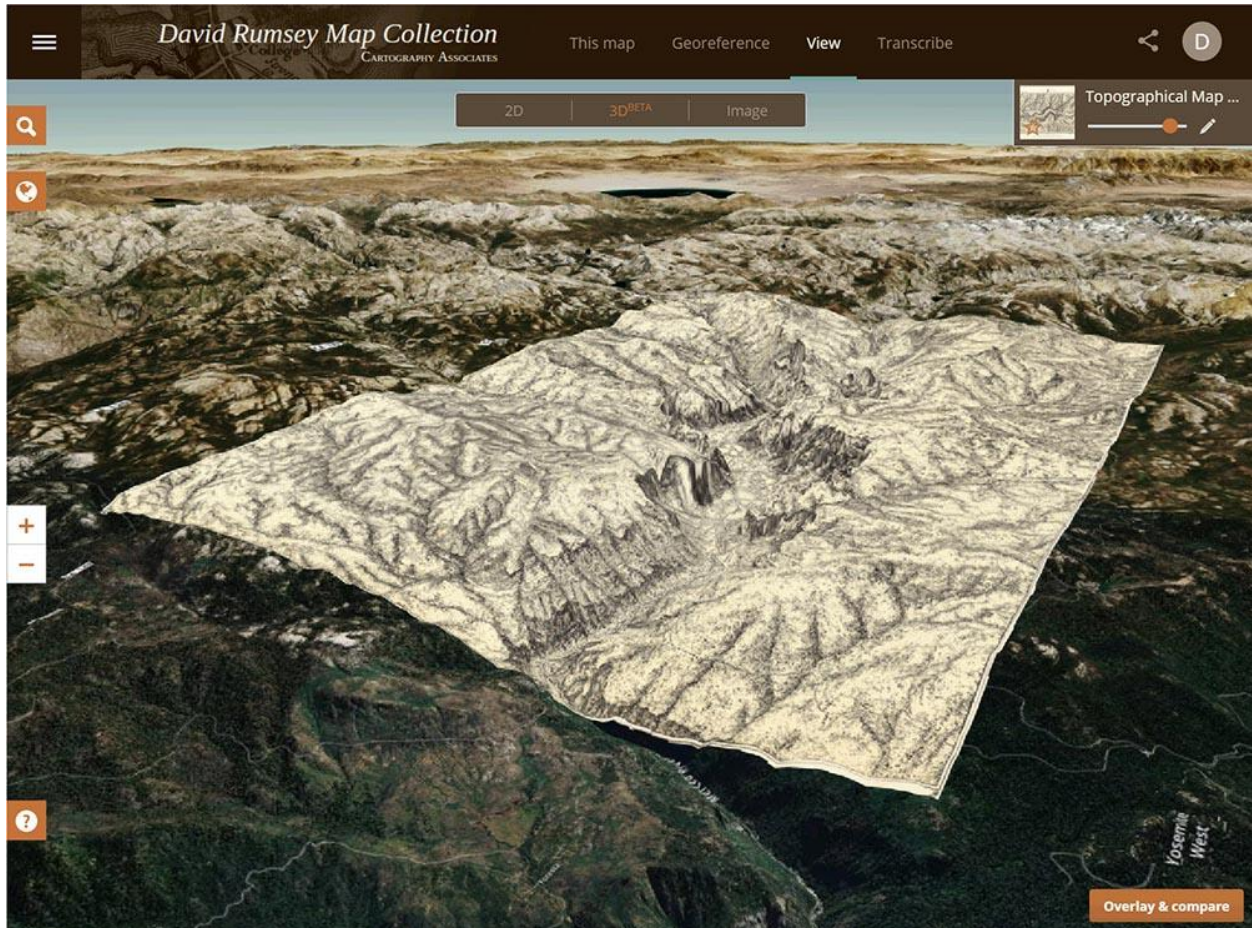 David Rumsey Map Collection
CARTOGRAPHY ASSOCIATES
This map
Georeference
View
Transcribe
D
2D
3D BETA
Image
Topographical Map ...
+
−
?
Yosemite
West
Overlay & compare